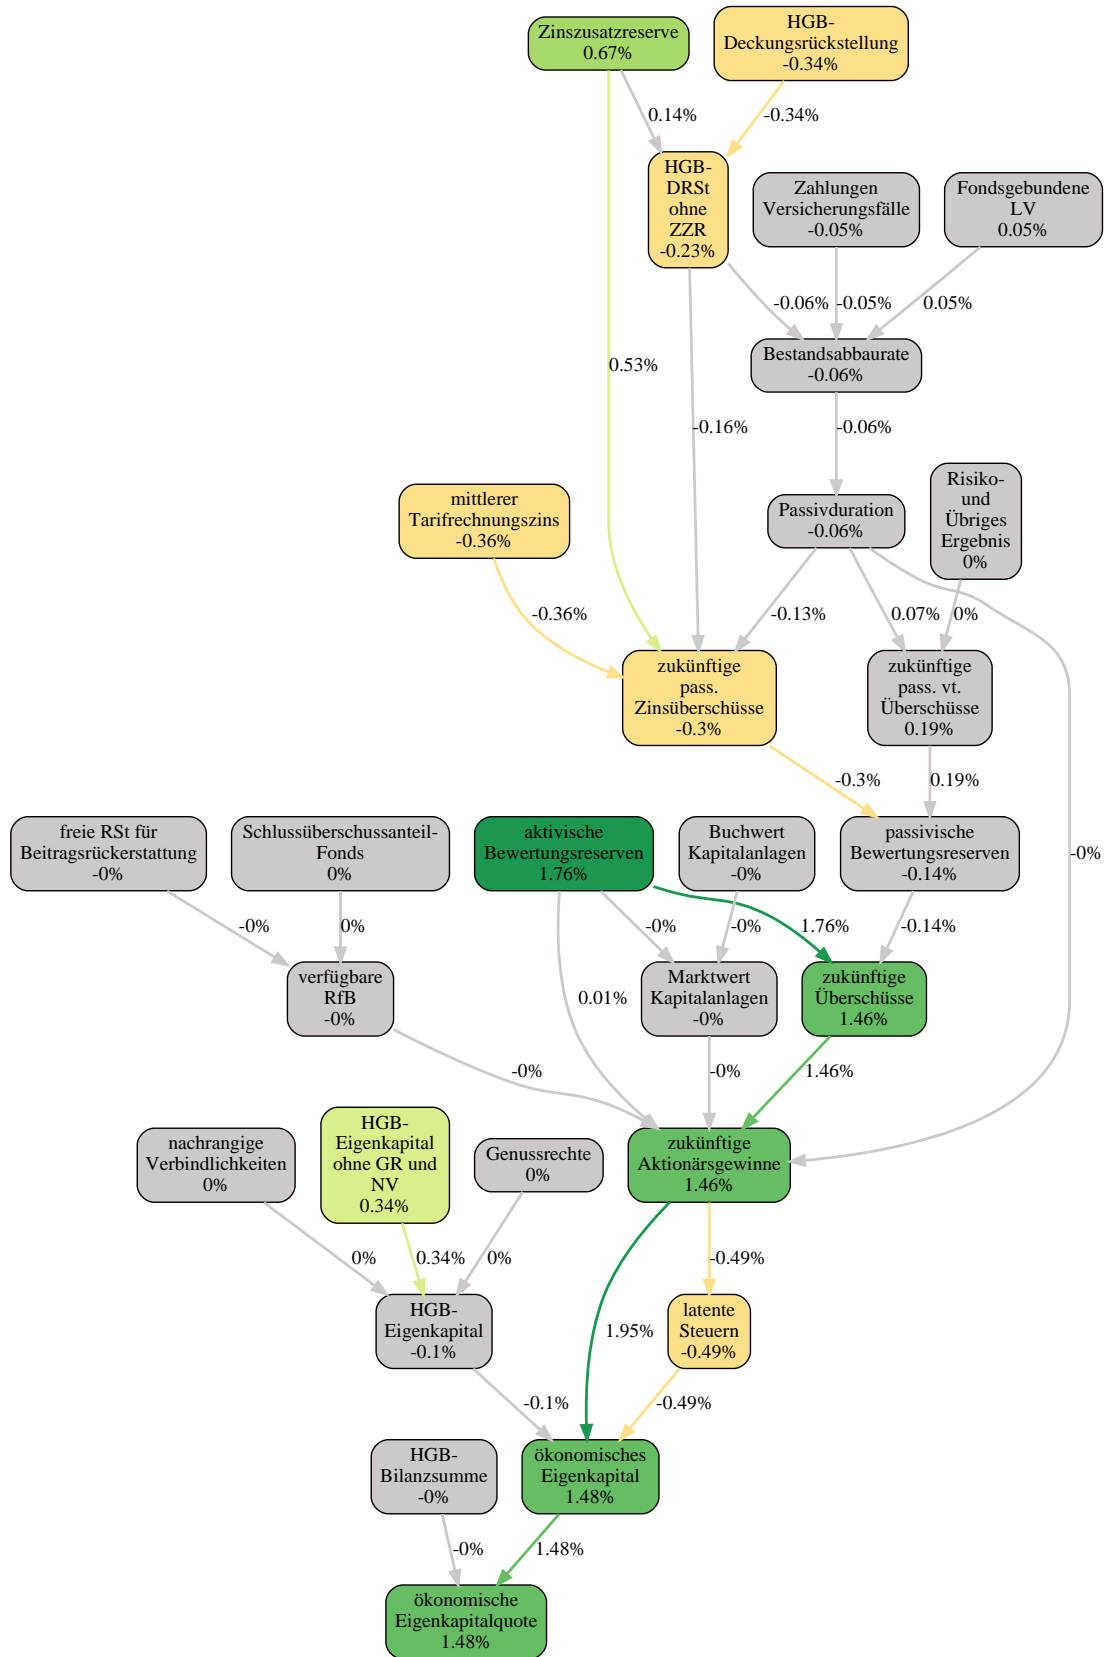 Zinszusatzreserve
0.67%
HGB-
Deckungsrückstellung
-0.34%
0.14%
-0.34%
HGB-
DRSt
ohne
ZZR
-0.23%
Zahlungen
Versicherungsfälle
-0.05%
Fondsgebundene
LV
0.05%
-0.06%
-0.05%
0.05%
0.53%
Bestandsabbaurate
-0.06%
-0.16%
-0.06%
mittlerer
Tarifrechnungszins
-0.36%
Passivduration
-0.06%
Risiko-
und
Übriges
Ergebnis
0%
-0.36%
-0.13%
0.07%
0%
zukünftige
pass.
Zinsüberschüsse
-0.3%
zukünftige
pass. vt.
Überschüsse
0.19%
-0.3%
0.19%
freie RSt für
Beitragsrückerstattung
-0%
Schlussüberschussanteil-
Fonds
0%
aktivische
Bewertungsreserven
1.76%
Buchwert
Kapitalanlagen
-0%
passivische
Bewertungsreserven
-0.14%
-0%
-0%
0%
-0%
-0%
1.76%
-0.14%
verfügbare
RfB
-0%
0.01%
Marktwert
Kapitalanlagen
-0%
zukünftige
Überschüsse
1.46%
-0%
-0%
1.46%
nachrangige
Verbindlichkeiten
0%
HGB-
Eigenkapital
ohne GR und
NV
0.34%
Genussrechte
0%
zukünftige
Aktionärsgewinne
1.46%
0%
0.34%
0%
-0.49%
HGB-
Eigenkapital
-0.1%
1.95%
latente
Steuern
-0.49%
-0.1%
-0.49%
HGB-
Bilanzsumme
-0%
ökonomisches
Eigenkapital
1.48%
-0%
1.48%
ökonomische
Eigenkapitalquote
1.48%